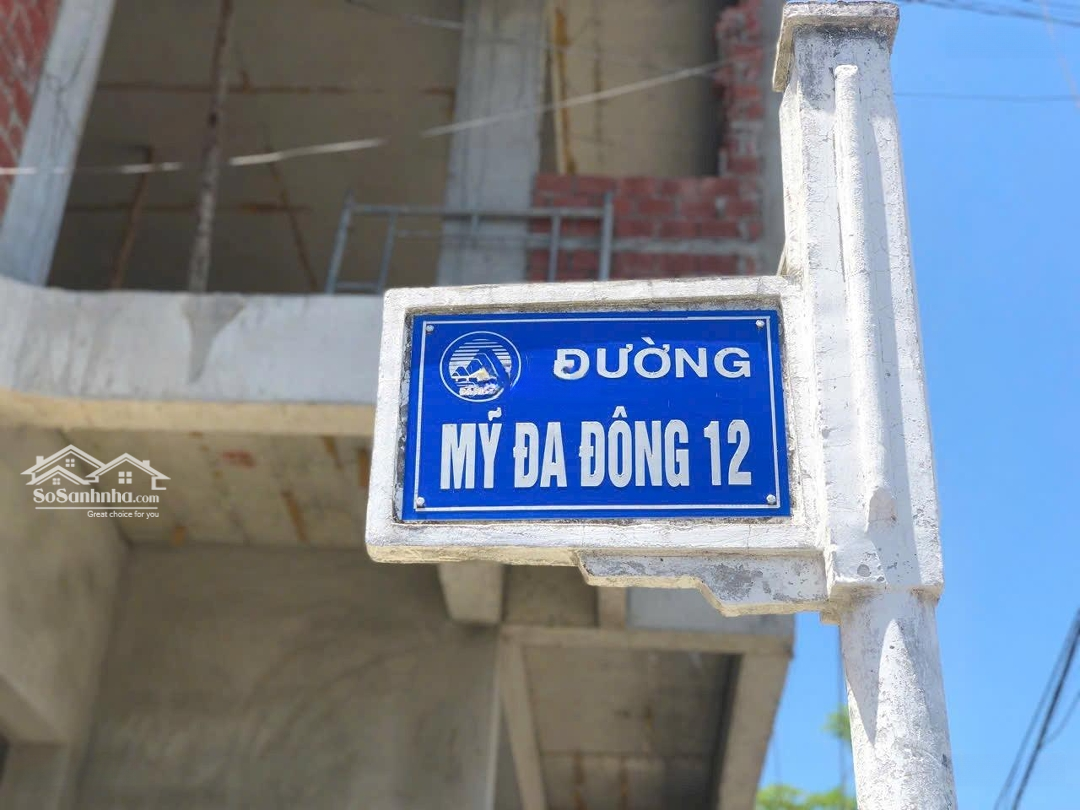 ĐƯỜNG
MỸ ĐA ĐÔNG 12
SoSanhnha.com
Great choice for you